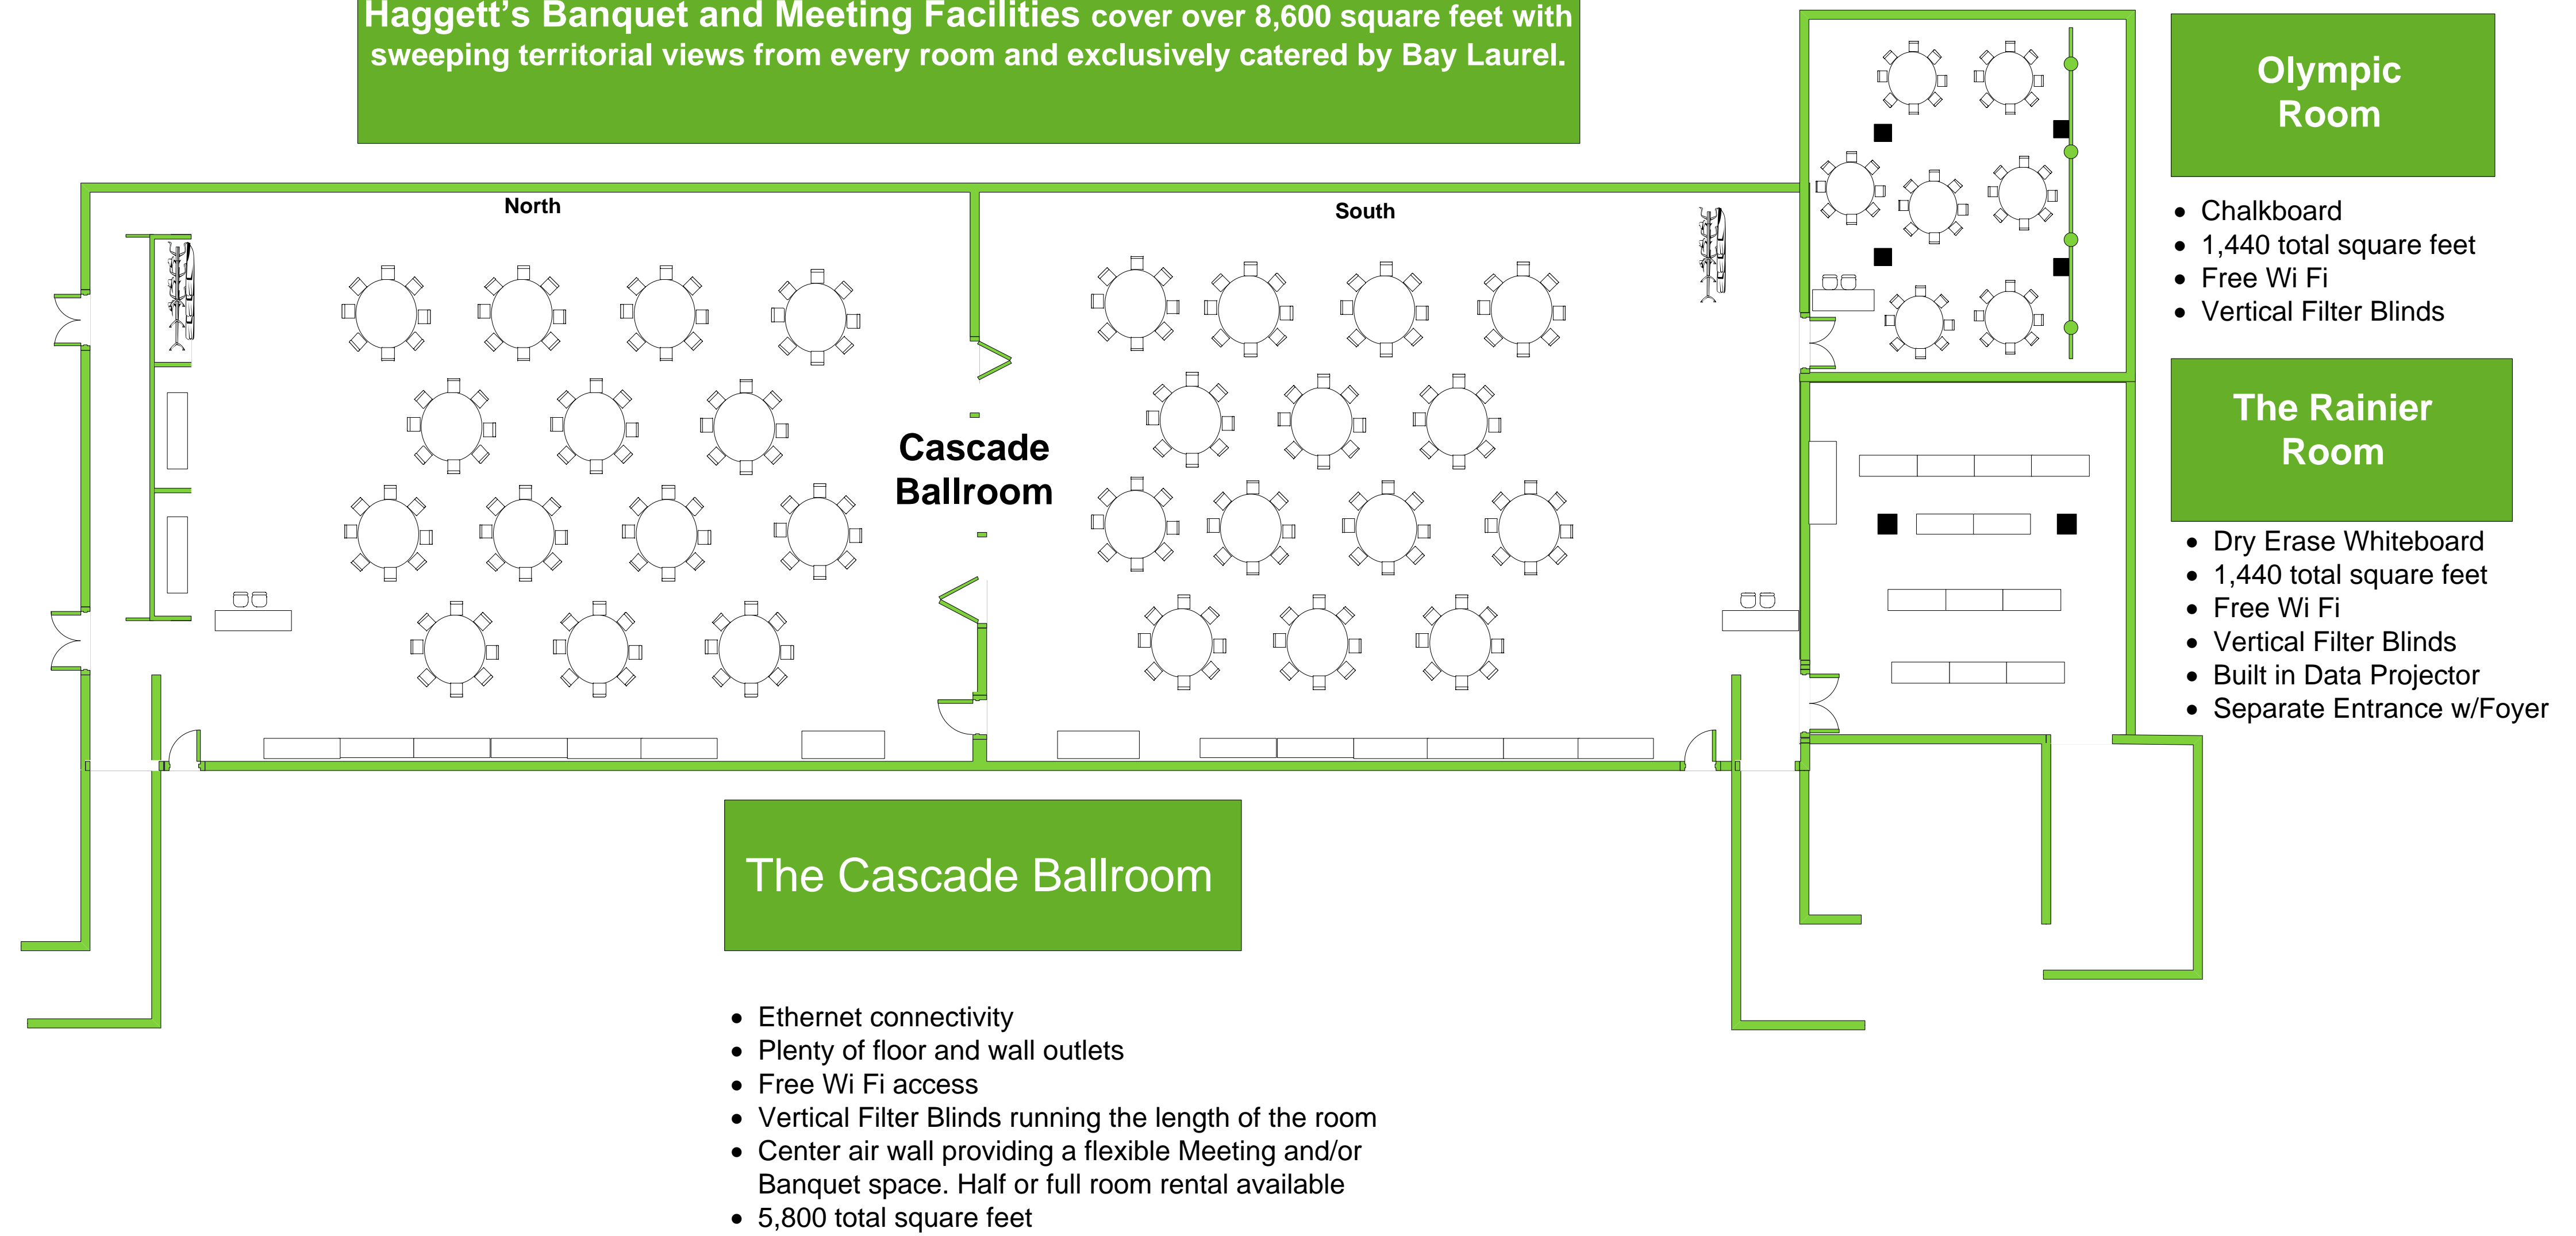 Haggett’s Banquet and Meeting Facilities cover over 8,600 square feet with
sweeping territorial views from every room and exclusively catered by Bay Laurel.
North
South
Cascade
Ballroom
Olympic
Room
• Chalkboard
• 1,440 total square feet
• Free Wi Fi
• Vertical Filter Blinds
The Rainier
Room
• Dry Erase Whiteboard
• 1,440 total square feet
• Free Wi Fi
• Vertical Filter Blinds
• Built in Data Projector
• Separate Entrance w/Foyer
The Cascade Ballroom
• Ethernet connectivity
• Plenty of floor and wall outlets
• Free Wi Fi access
• Vertical Filter Blinds running the length of the room
• Center air wall providing a flexible Meeting and/or
Banquet space. Half or full room rental available
• 5,800 total square feet